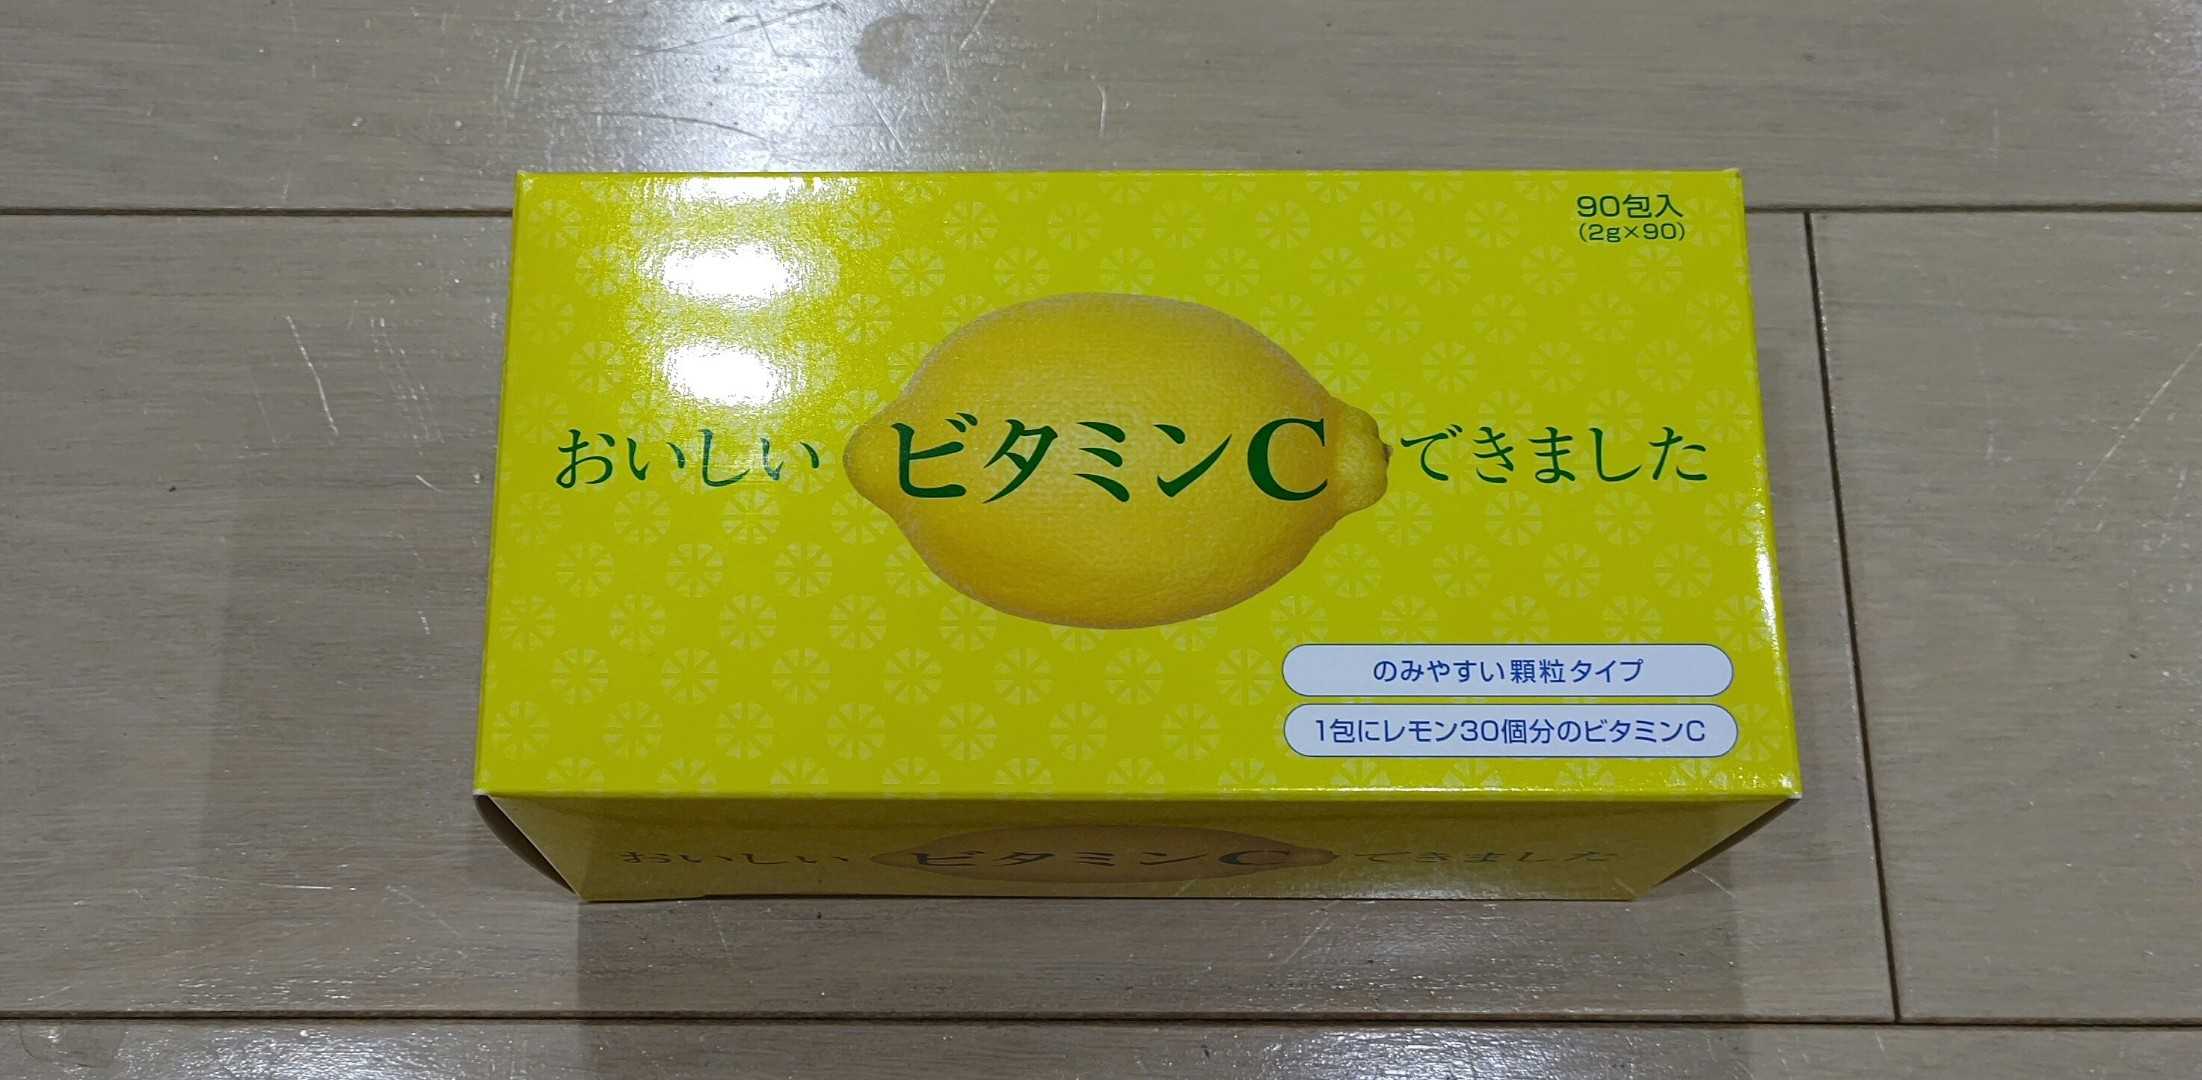 90包入
(2g×90)
おいしいビタミンCできました
のみやすい顆粒タイプ
1包にレモン30個分のビタミンC
おいしいビタミンCできました